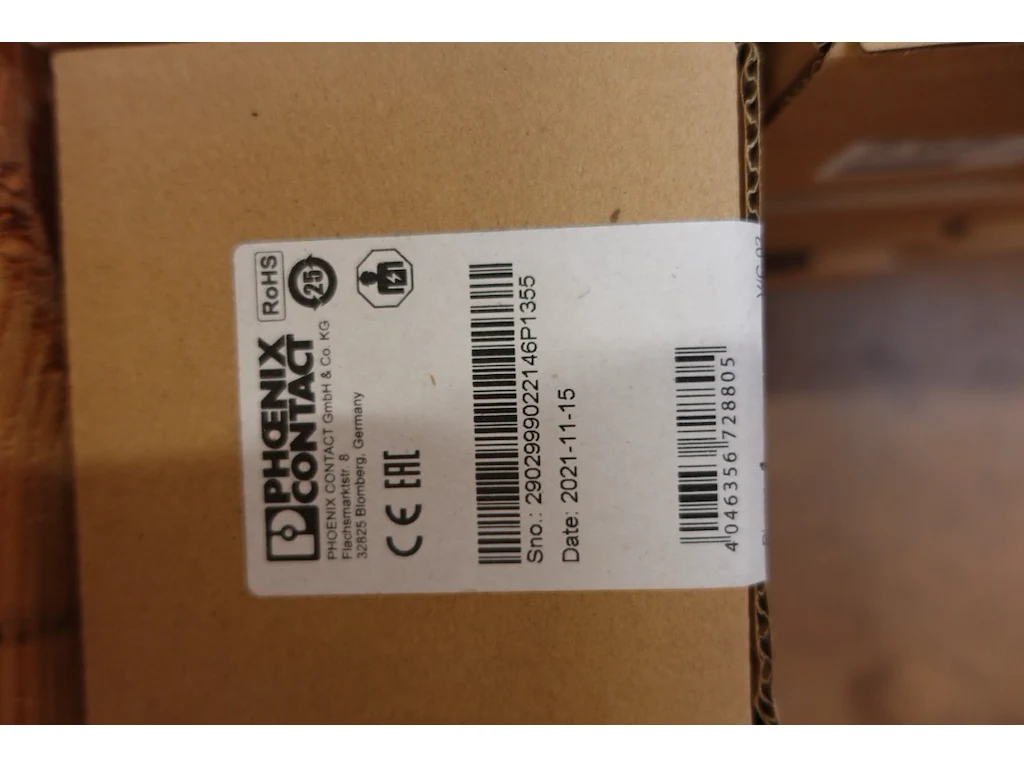 PHŒNIX
CONTACT
RoHS
25
PHOENIX CONTACT GmbH & Co. KG
Flachsmarktstr. 8
32825 Blomberg, Germany
CE EAC
Sno.: 2902999022146P1355
Date: 2021-11-15
4 046356 728805